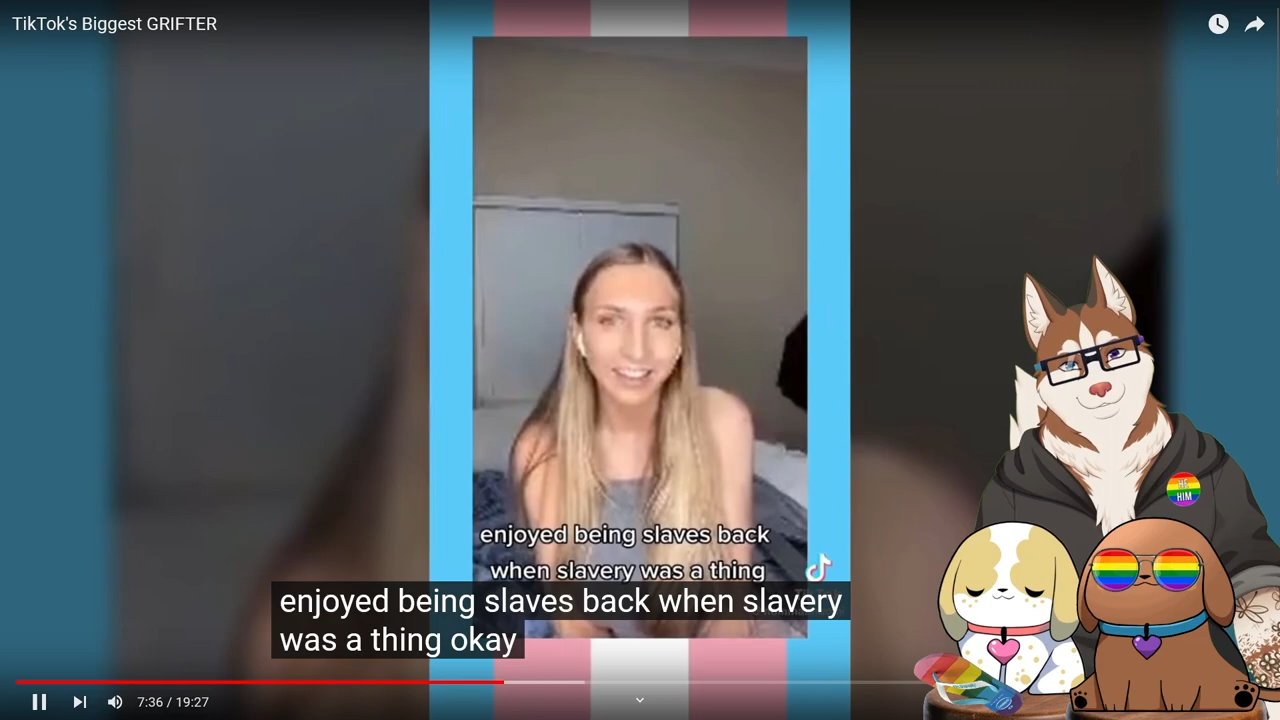 TikTok's Biggest GRIFTER
HE
HIM
enjoyed being slaves back
when slavery was a thing
enjoyed being slaves back when slavery
was a thing okay
7:36 / 19:27